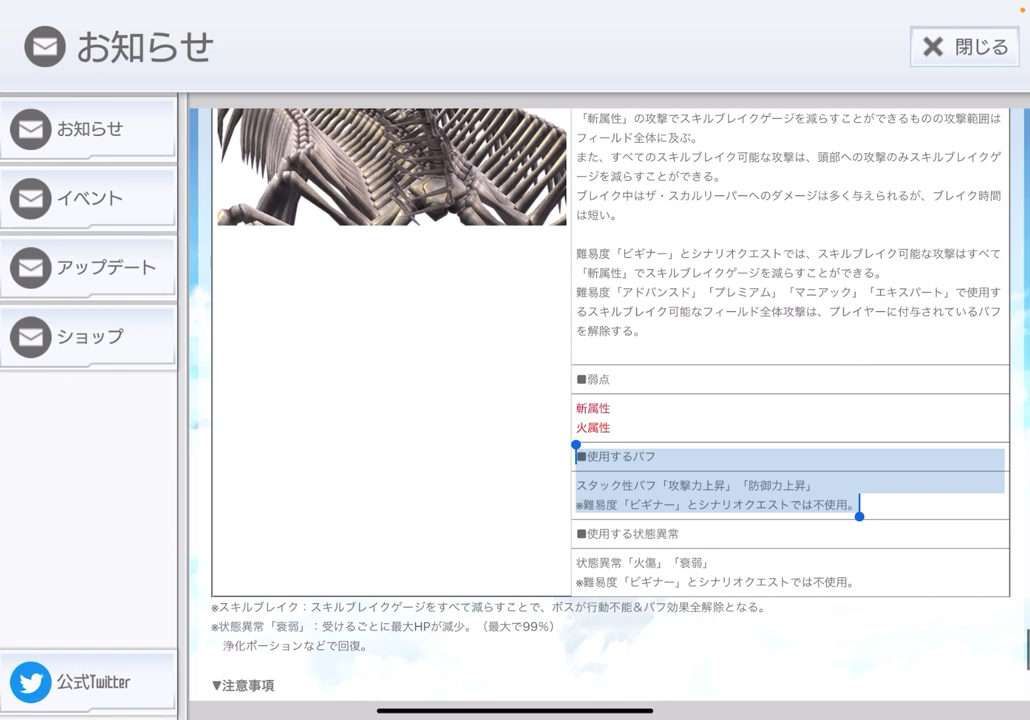 お知らせ
閉じる
お知らせ
イベント
アップデート
ショップ
公式Twitter
「斬属性」の攻撃でスキルブレイクゲージを減らすことができるものの攻撃範囲は
フィールド全体に及ぶ。
また、すべてのスキルブレイク可能な攻撃は、頭部への攻撃のみスキルブレイクゲ
ージを減らすことができる。
ブレイク中はザ・スカルリーパーへのダメージは多く与えられるが、ブレイク時間
は短い。
難易度「ビギナー」とシナリオクエストでは、スキルブレイク可能な攻撃はすべて
「斬属性」でスキルブレイクゲージを減らすことができる。
難易度「アドバンスド」「プレミアム」「マニアック」「エキスパート」で使用す
るスキルブレイク可能なフィールド全体攻撃は、プレイヤーに付与されているバフ
を解除する。
■弱点
斬属性
火属性
■使用するバフ
スタック性バフ「攻撃力上昇」「防御力上昇」
※難易度「ビギナー」とシナリオクエストでは不使用。
■使用する状態異常
状態異常「火傷」「衰弱」
※難易度「ビギナー」とシナリオクエストでは不使用。
※スキルブレイク：スキルブレイクゲージをすべて減らすことで、ボスが行動不能＆バフ効果全解除となる。
※状態異常「衰弱」：受けるごとに最大HPが減少。（最大で99%）
浄化ポーションなどで回復。
▼注意事項